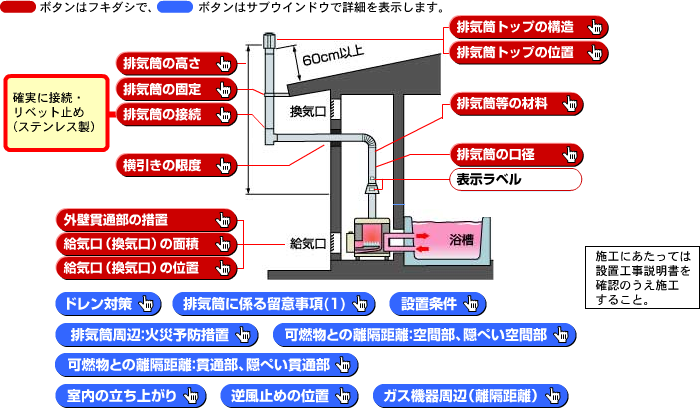 ボタンはフキダシで、 ボタンはサブウインドウで詳細を表示します。
排気筒トップの構造
排気筒トップの位置
60cm以上
排気筒の高さ
排気筒の固定
排気筒の接続
確実に接続・
リベット止め
(ステンレス製)
換気口
排気筒等の材料
横引きの限度
排気筒の口径
表示ラベル
外壁貫通部の措置
給気口(換気口)の面積
給気口(換気口)の位置
給気口
浴槽
施工にあたっては
設置工事説明書を
確認のうえ施工
すること。
ドレン対策
排気筒に係る留意事項(1)
設置条件
排気筒周辺:火災予防措置
可燃物との離隔距離:空間部、隠ぺい空間部
可燃物との離隔距離:貫通部、隠ぺい貫通部
室内の立ち上がり
逆風止めの位置
ガス機器周辺(離隔距離)